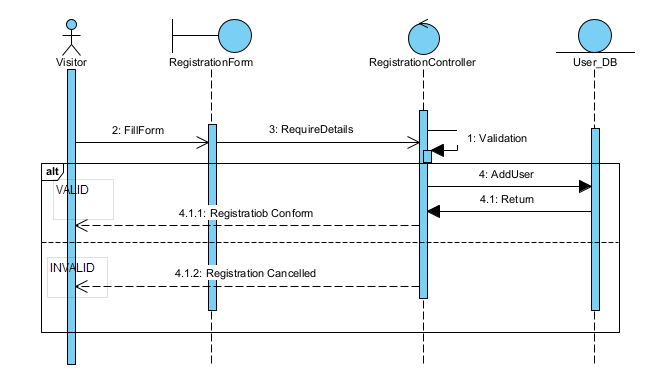 Visitor
RegistrationForm
RegistrationController
User_DB
2: FillForm
3: RequireDetails
1: Validation
alt
VALID
4: AddUser
4.1: Return
4.1.1: Registratiob Conform
INVALID
4.1.2: Registration Cancelled